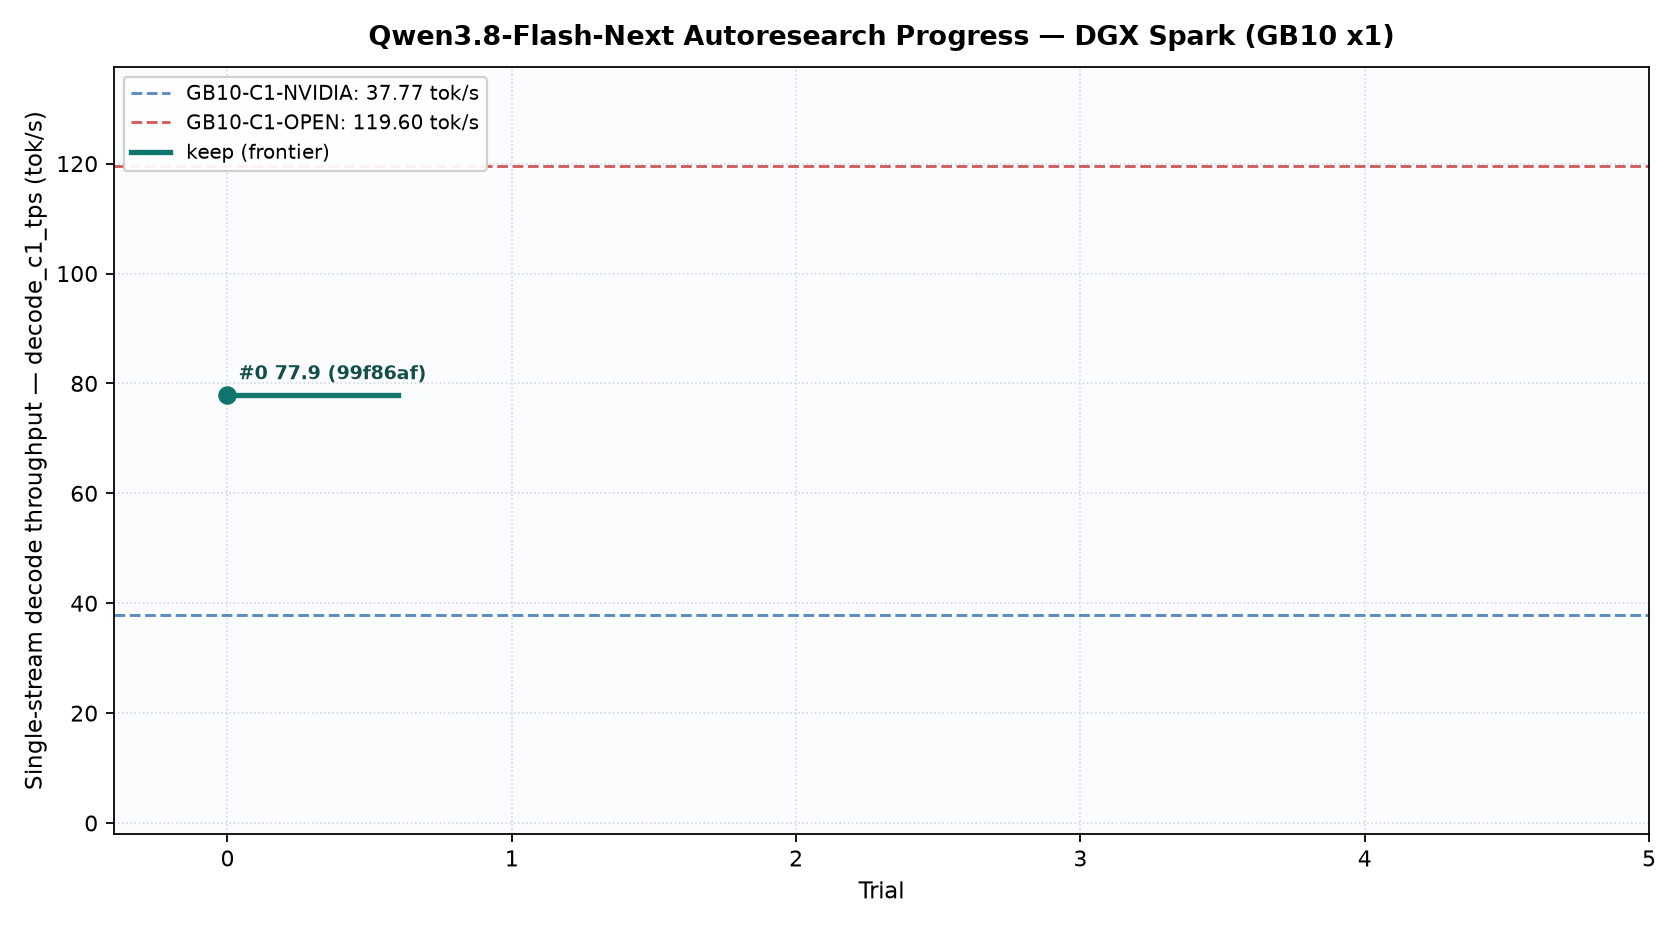 Qwen3.8-Flash-Next Autoresearch Progress — DGX Spark (GB10 x1)
GB10-C1-NVIDIA: 37.77 tok/s
GB10-C1-OPEN: 119.60 tok/s
keep (frontier)
Single-stream decode throughput — decode_c1_tps (tok/s)
120
100
80
60
40
20
0
#0 77.9 (99f86af)
0 1 2 3 4 5
Trial